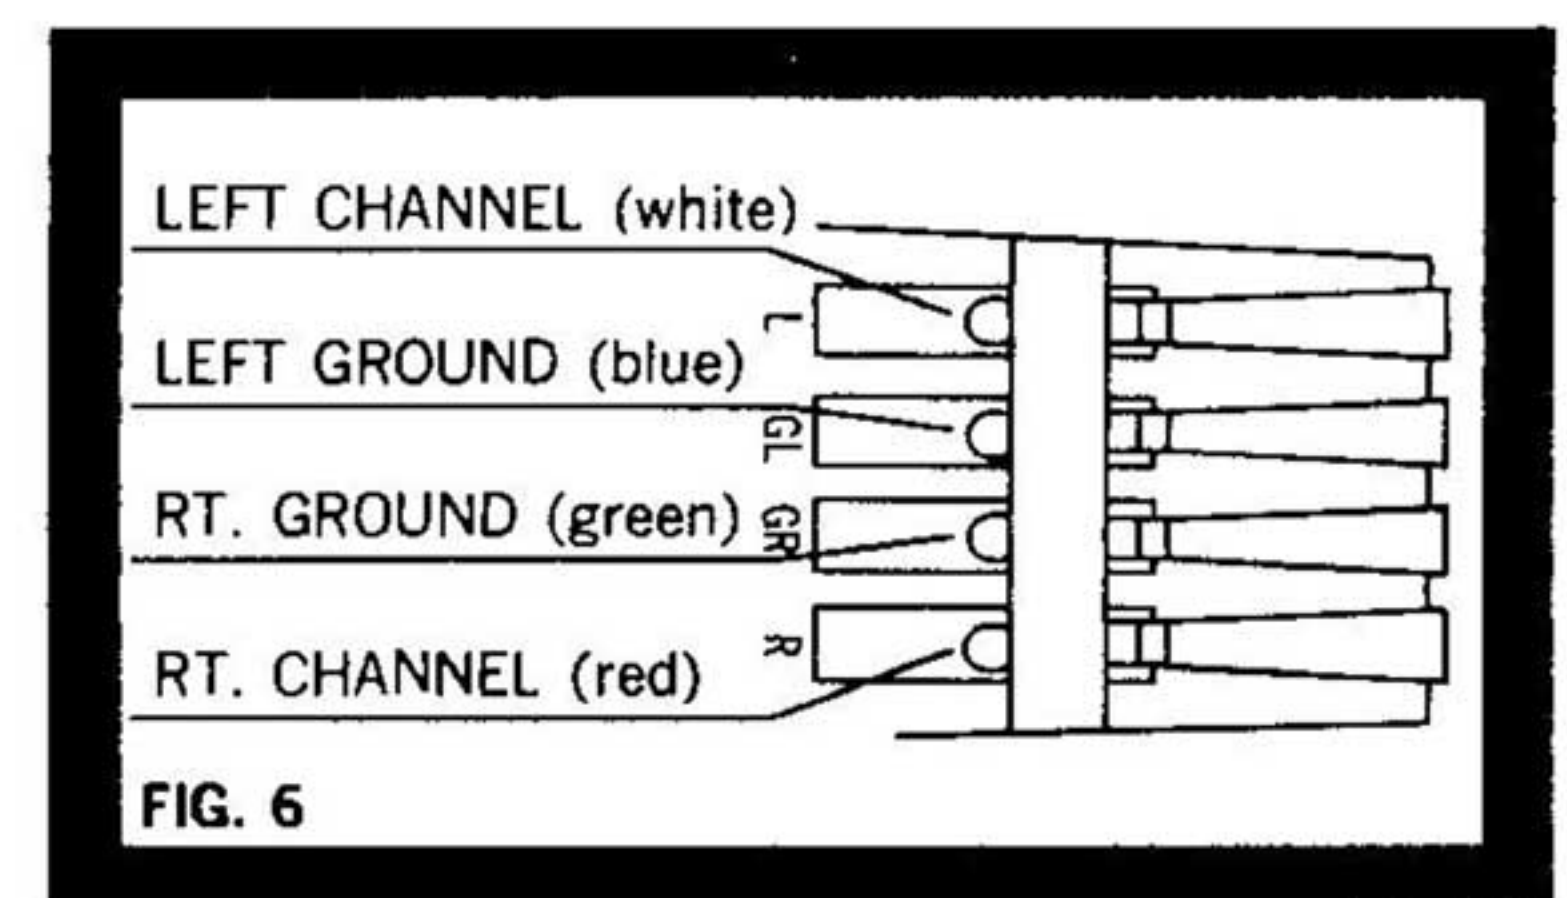 LEFT CHANNEL (white)
L
LEFT GROUND (blue)
GL
RT. GROUND (green)
GR
RT. CHANNEL (red)
R
FIG. 6